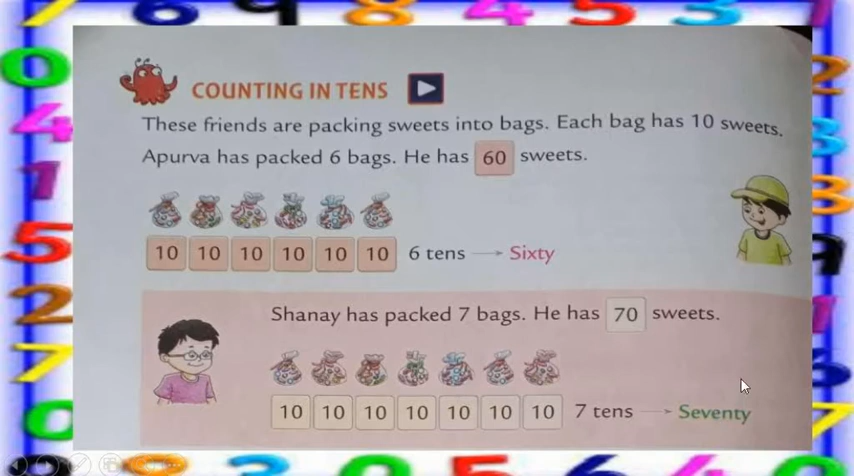 COUNTING IN TENS
These friends are packing sweets into bags. Each bag has 10 sweets.
Apurva has packed 6 bags. He has 60 sweets.
10 10 10 10 10 10 6 tens → Sixty
Shanay has packed 7 bags. He has 70 sweets.
10 10 10 10 10 10 10 7 tens → Seventy